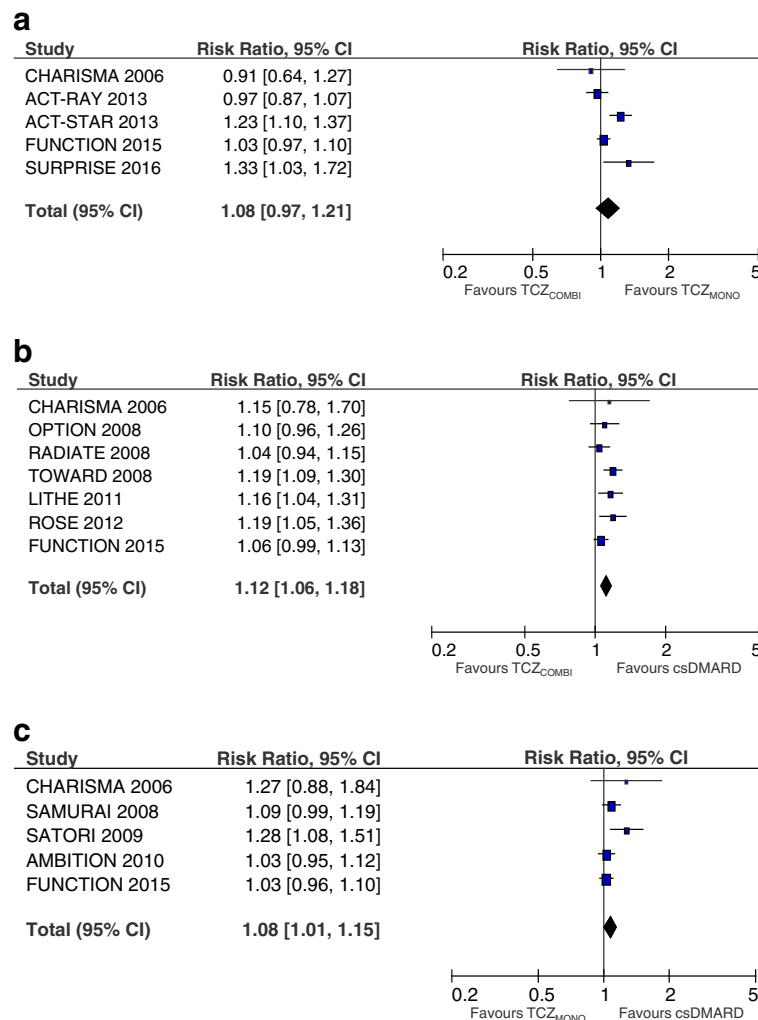 a
Study Risk Ratio, 95% CI Risk Ratio, 95% CI
CHARISMA 2006 0.91 [0.64, 1.27]
ACT-RAY 2013 0.97 [0.87, 1.07]
ACT-STAR 2013 1.23 [1.10, 1.37]
FUNCTION 2015 1.03 [0.97, 1.10]
SURPRISE 2016 1.33 [1.03, 1.72]
Total (95% CI) 1.08 [0.97, 1.21]
0.2 0.5 1 2 5
Favours TCZCOMBI Favours TCZMONO
b
Study Risk Ratio, 95% CI Risk Ratio, 95% CI
CHARISMA 2006 1.15 [0.78, 1.70]
OPTION 2008 1.10 [0.96, 1.26]
RADIATE 2008 1.04 [0.94, 1.15]
TOWARD 2008 1.19 [1.09, 1.30]
LITHE 2011 1.16 [1.04, 1.31]
ROSE 2012 1.19 [1.05, 1.36]
FUNCTION 2015 1.06 [0.99, 1.13]
Total (95% CI) 1.12 [1.06, 1.18]
0.2 0.5 1 2 5
Favours TCZCOMBI Favours csDMARD
c
Study Risk Ratio, 95% CI Risk Ratio, 95% CI
CHARISMA 2006 1.27 [0.88, 1.84]
SAMURAI 2008 1.09 [0.99, 1.19]
SATORI 2009 1.28 [1.08, 1.51]
AMBITION 2010 1.03 [0.95, 1.12]
FUNCTION 2015 1.03 [0.96, 1.10]
Total (95% CI) 1.08 [1.01, 1.15]
0.2 0.5 1 2 5
Favours TCZMONO Favours csDMARD